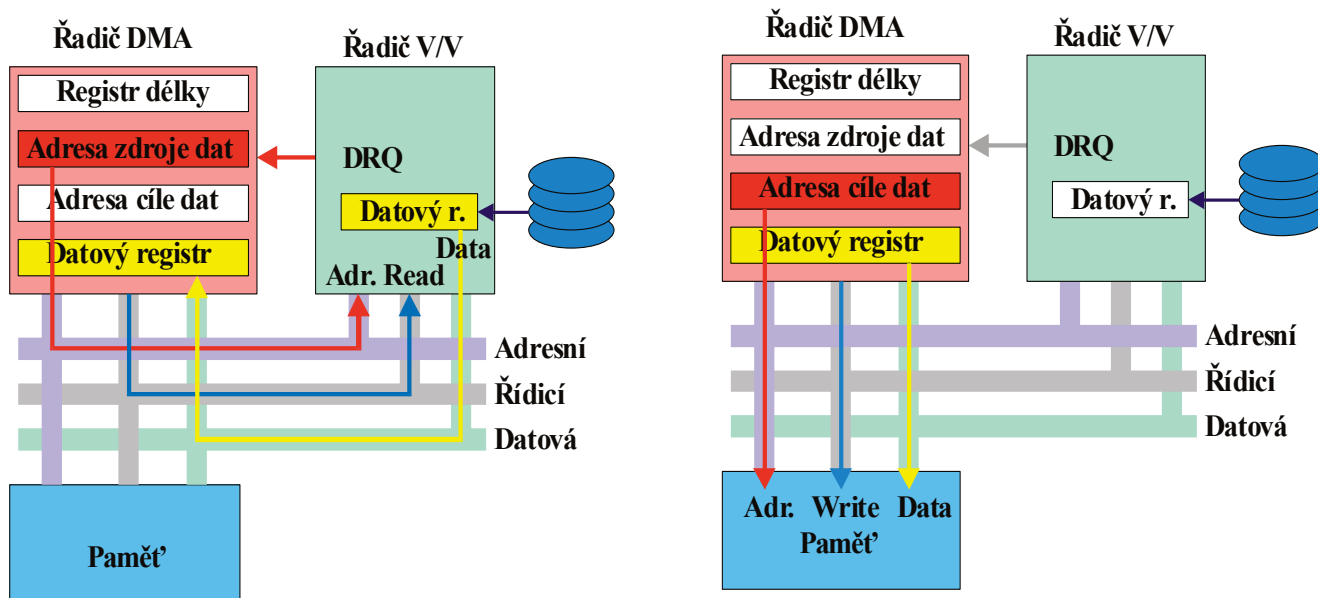 Řadič DMA
Řadič V/V
Registr délky
Adresa zdroje dat
DRQ
Adresa cíle dat
Datový r.
Datový registr
Data
Adr. Read
Adresní
Řídicí
Datová
Paměť
Řadič DMA
Řadič V/V
Registr délky
Adresa zdroje dat
DRQ
Adresa cíle dat
Datový r.
Datový registr
Adresní
Řídicí
Datová
Adr. Write Data
Paměť